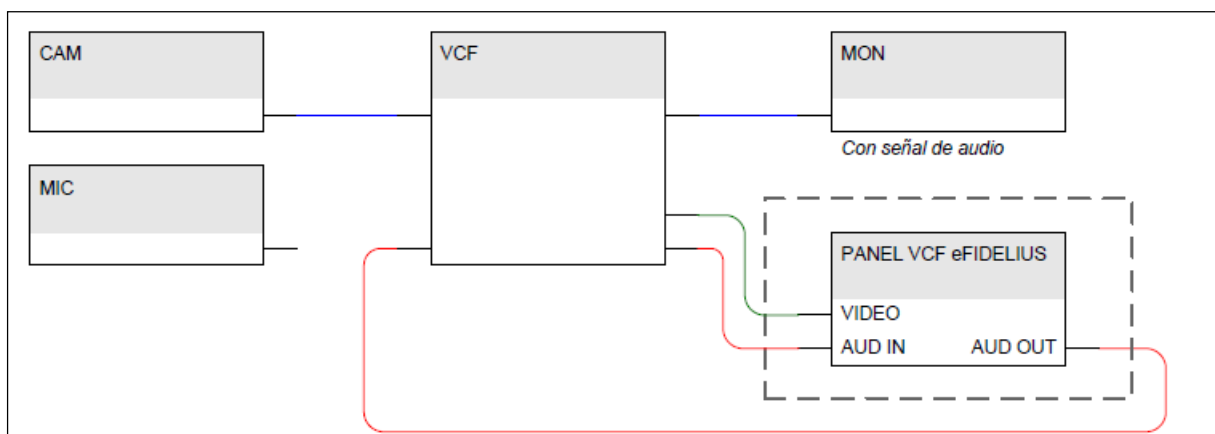 CAM
VCF
MON
Con señal de audio
MIC
PANEL VCF eFIDELIUS
VIDEO
AUD IN
AUD OUT